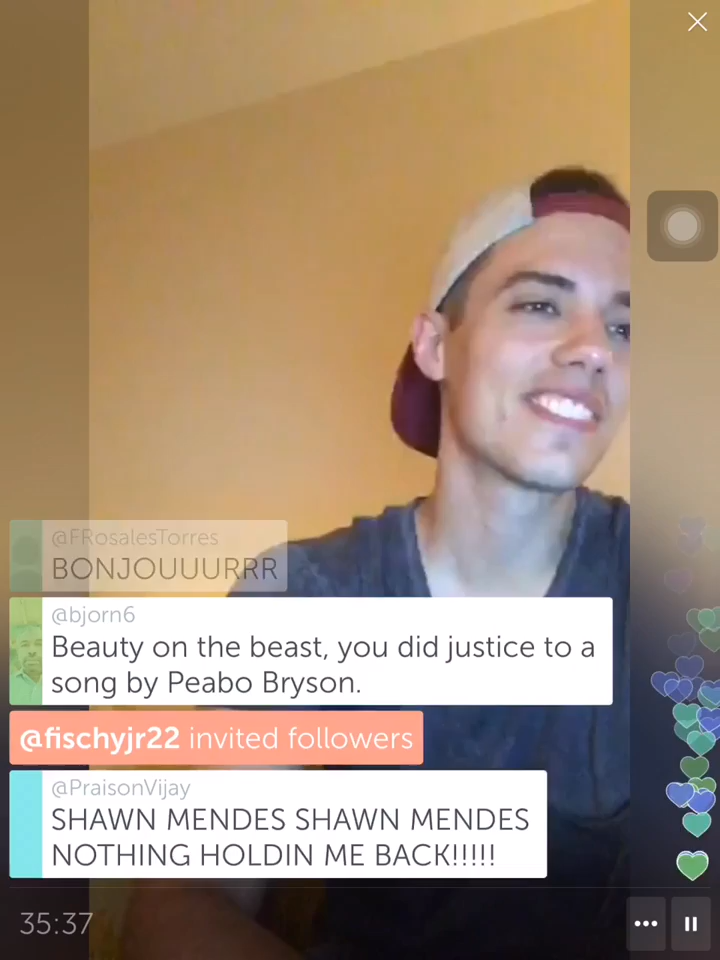 @FRosalesTorres
BONJOUUURRR
@bjorn6
Beauty on the beast, you did justice to a
song by Peabo Bryson.
@fischyjr22 invited followers
@PraisonVijay
SHAWN MENDES SHAWN MENDES
NOTHING HOLDIN ME BACK!!!!!
35:37